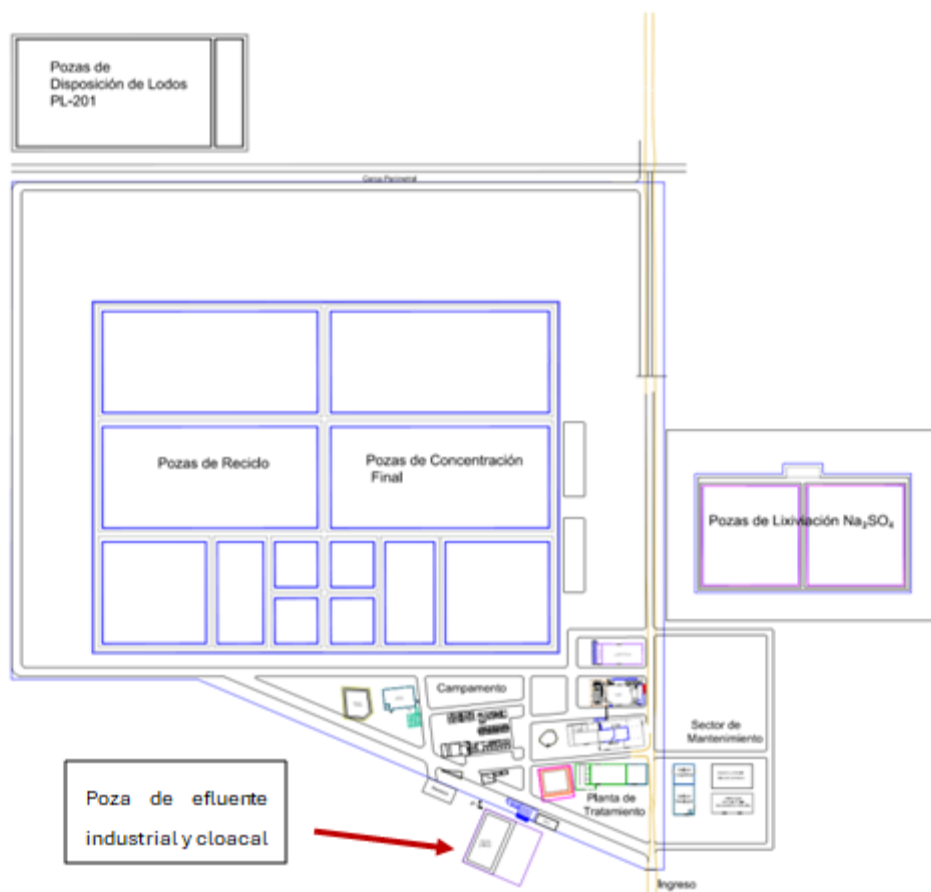 Pozas de
Disposición de Lodos
PL-201
Cerco Perimetral
Pozas de Reciclo
Pozas de Concentración
Final
Pozas de Lixiviación Na₂SO₄
Campamento
Sector de
Mantenimiento
Planta de
Tratamiento
Poza de efluente
industrial y cloacal
Ingreso